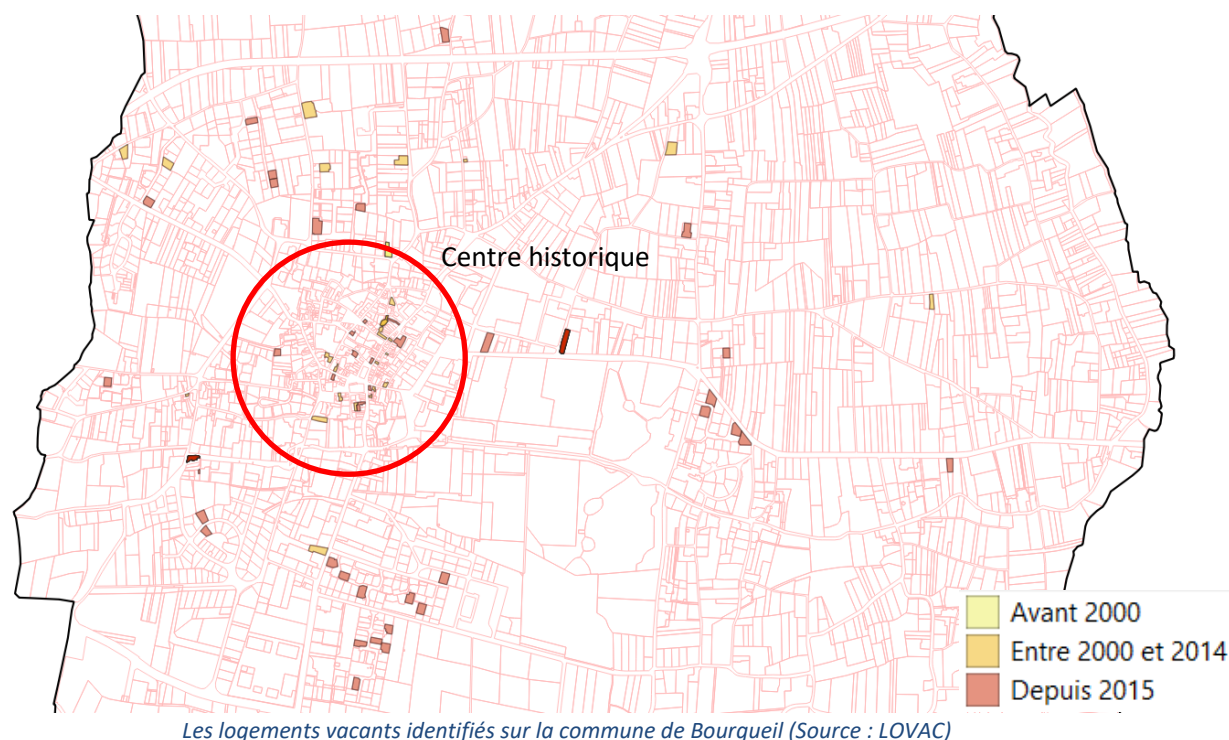 Centre historique
Avant 2000
Entre 2000 et 2014
Depuis 2015
Les logements vacants identifiés sur la commune de Bourgueil (Source : LOVAC)